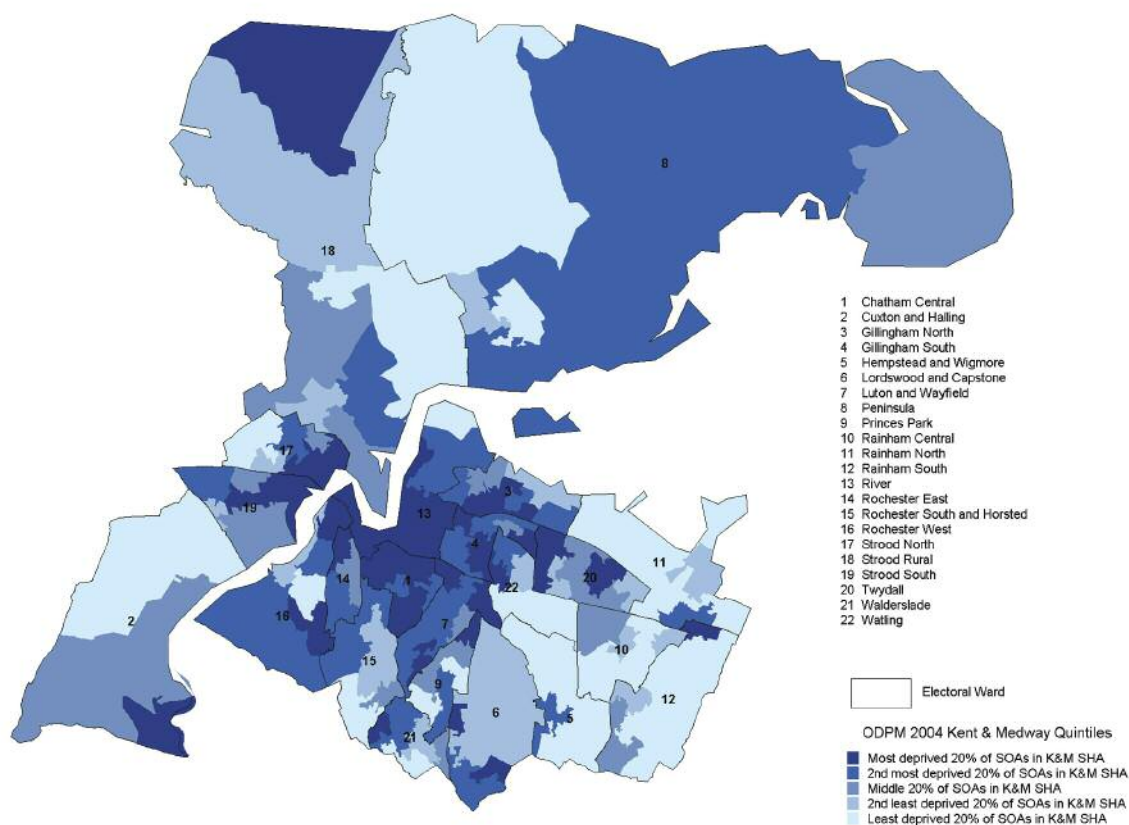 8
18
17
19
13
3
4
11
20
22
14
1
2
16
7
10
15
9
12
6
5
21
1 Chatham Central
2 Cuxton and Halling
3 Gillingham North
4 Gillingham South
5 Hempstead and Wigmore
6 Lordswood and Capstone
7 Luton and Wayfield
8 Peninsula
9 Princes Park
10 Rainham Central
11 Rainham North
12 Rainham South
13 River
14 Rochester East
15 Rochester South and Horsted
16 Rochester West
17 Strood North
18 Strood Rural
19 Strood South
20 Twydall
21 Walderslade
22 Watling
Electoral Ward
ODPM 2004 Kent & Medway Quintiles
Most deprived 20% of SOAs in K&M SHA
2nd most deprived 20% of SOAs in K&M SHA
Middle 20% of SOAs in K&M SHA
2nd least deprived 20% of SOAs in K&M SHA
Least deprived 20% of SOAs in K&M SHA